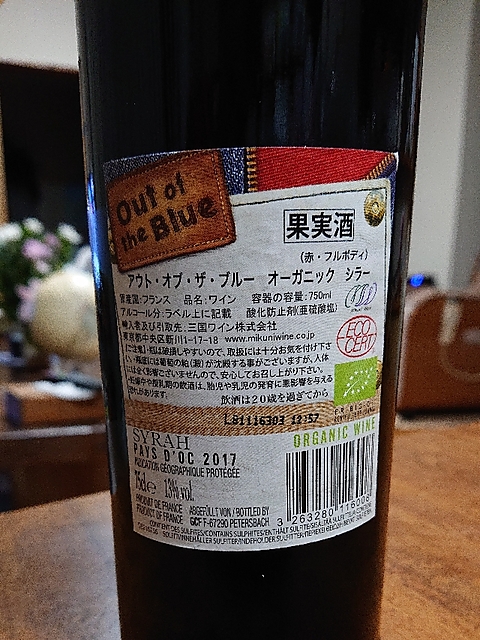 Out of
the Blue
果実酒
(赤・フルボディ)
アウト・オブ・ザ・ブルー オーガニック シラー
原産国:フランス 品名:ワイン 容器の容量:750ml
アルコール分:ラベル上に記載 酸化防止剤(亜硫酸塩)
輸入者及び引取先:三国ワイン株式会社
東京都中央区新川1-17-18 www.mikuniwine.co.jp
ECO
CERT
飲酒は20歳を過ぎてから
L81116303 12:57
ORGANIC WINE
SYRAH
PAYS D'OC 2017
INDICATION GÉOGRAPHIQUE PROTÉGÉE
75cl e 13% vol.
PRODUIT DE FRANCE ABGEFÜLLT VON / BOTTLED BY
PRODUCT OF FRANCE GCF F-67290 PETERSBACH
3 263280 116008